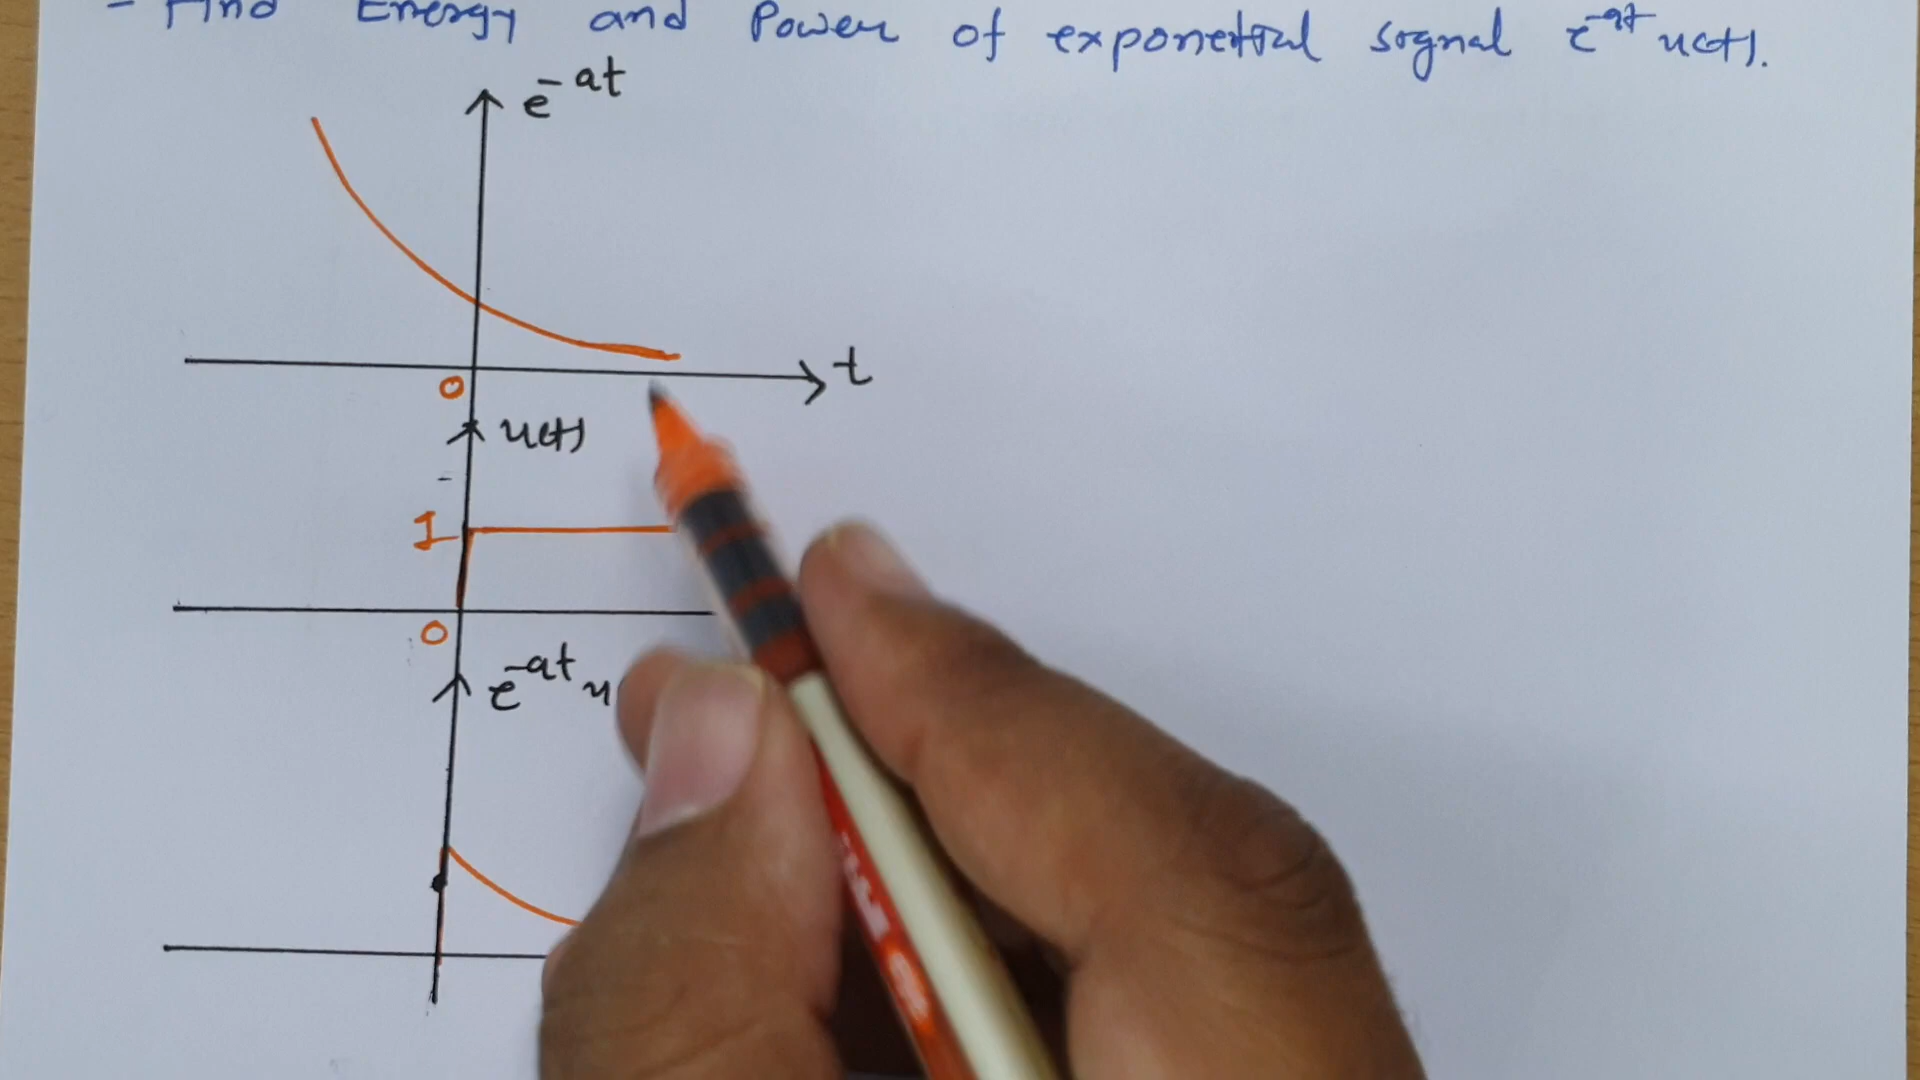 - Find Energy and Power of exponential signal e^-at u(t).
e^-at
t
0
u(t)
1
0
e^-at u